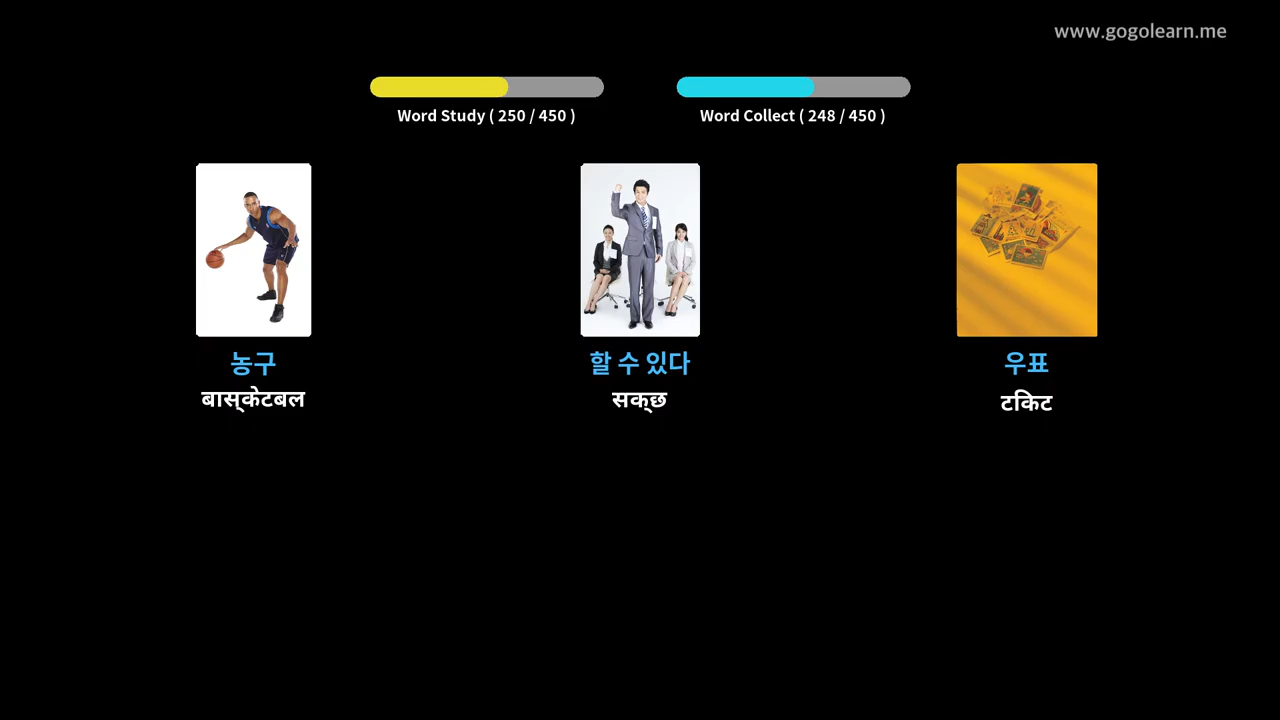 www.gogolearn.me
Word Study ( 250 / 450 )
Word Collect ( 248 / 450 )
농구
할 수 있다
우표
बास्‌केटबल
सक्‌छ
टिकट